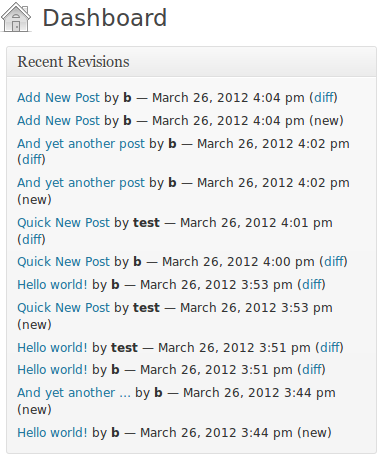 Dashboard
Recent Revisions
Add New Post by b — March 26, 2012 4:04 pm (diff)
Add New Post by b — March 26, 2012 4:04 pm (new)
And yet another post by b — March 26, 2012 4:02 pm
(diff)
And yet another post by b — March 26, 2012 4:02 pm
(new)
Quick New Post by test — March 26, 2012 4:01 pm
(diff)
Quick New Post by b — March 26, 2012 4:00 pm (diff)
Hello world! by b — March 26, 2012 3:53 pm (diff)
Quick New Post by test — March 26, 2012 3:53 pm
(new)
Hello world! by test — March 26, 2012 3:51 pm (diff)
Hello world! by b — March 26, 2012 3:51 pm (diff)
And yet another ... by b — March 26, 2012 3:44 pm
(new)
Hello world! by b — March 26, 2012 3:44 pm (new)